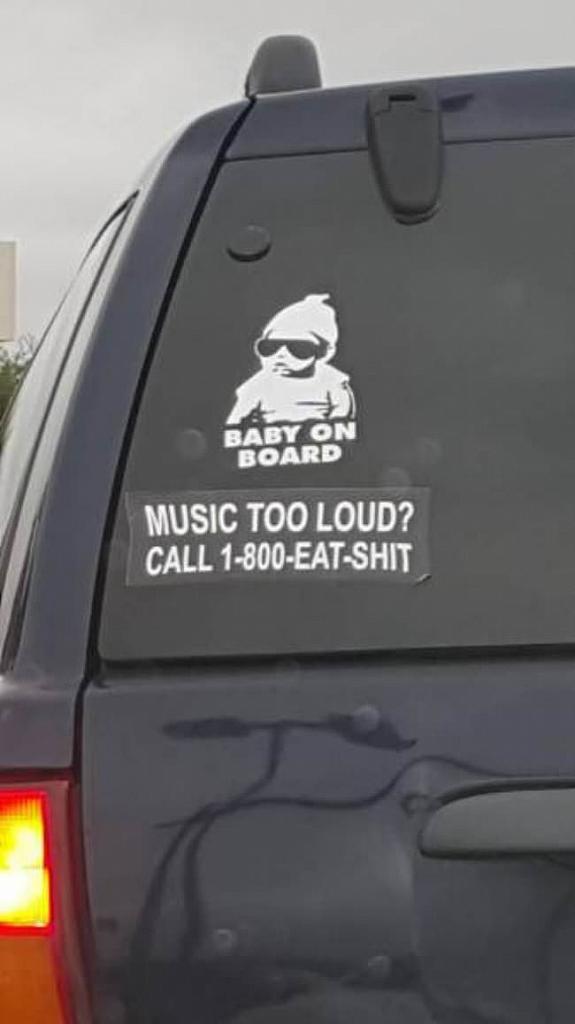 BABY ON
BOARD
MUSIC TOO LOUD?
CALL 1-800-EAT-SHIT